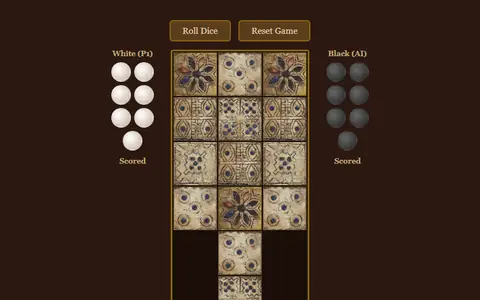 Roll Dice
Reset Game
White (P1)
Black (AI)
Scored
Scored